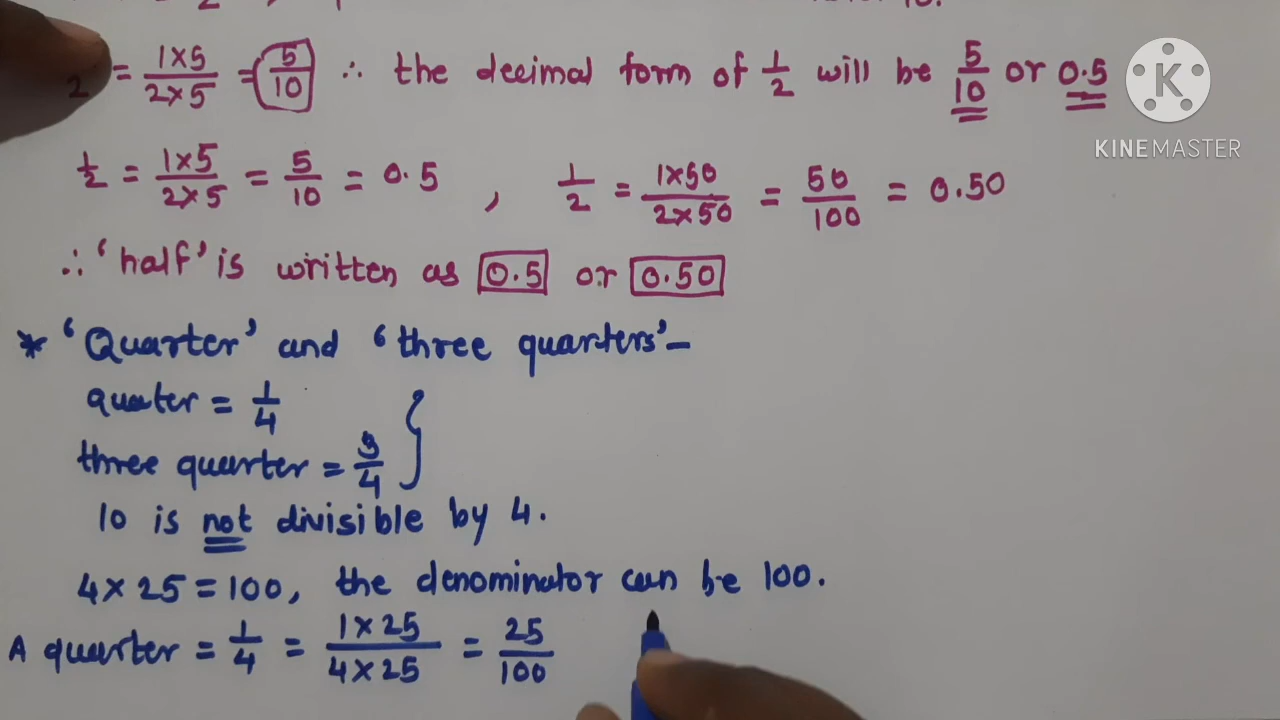 = 1×5/2×5 = 5/10 ∴ the decimal form of 1/2 will be 5/10 or 0.5
K
KINEMASTER
1/2 = 1×5/2×5 = 5/10 = 0.5 , 1/2 = 1×50/2×50 = 50/100 = 0.50
∴ 'half' is written as 0.5 or 0.50
* 'Quarter' and 'three quarters' –
quater = 1/4
three quarter = 3/4
10 is not divisible by 4.
4 × 25 = 100, the denominator can be 100.
A quarter = 1/4 = 1×25/4×25 = 25/100